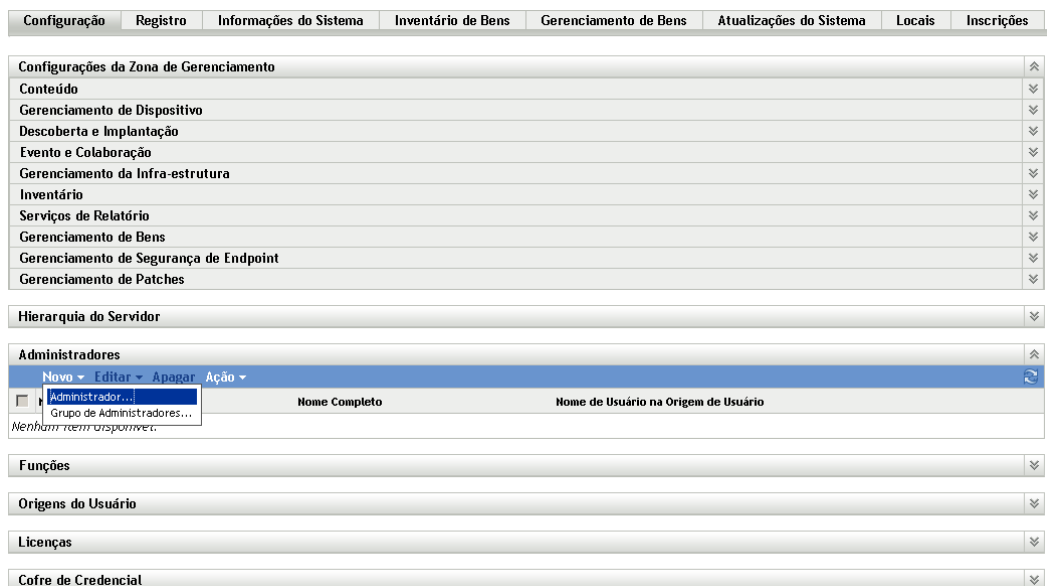 Configuração Registro Informações do Sistema Inventário de Bens Gerenciamento de Bens Atualizações do Sistema Locais Inscrições
Configurações da Zona de Gerenciamento
Conteúdo
Gerenciamento de Dispositivo
Descoberta e Implantação
Evento e Colaboração
Gerenciamento da Infra-estrutura
Inventário
Serviços de Relatório
Gerenciamento de Bens
Gerenciamento de Segurança de Endpoint
Gerenciamento de Patches
Hierarquia do Servidor
Administradores
Novo Editar Apagar Ação
Administrador...
Nome Completo Nome de Usuário na Origem de Usuário
Grupo de Administradores...
Nenhum item disponível.
Funções
Origens do Usuário
Licenças
Cofre de Credencial